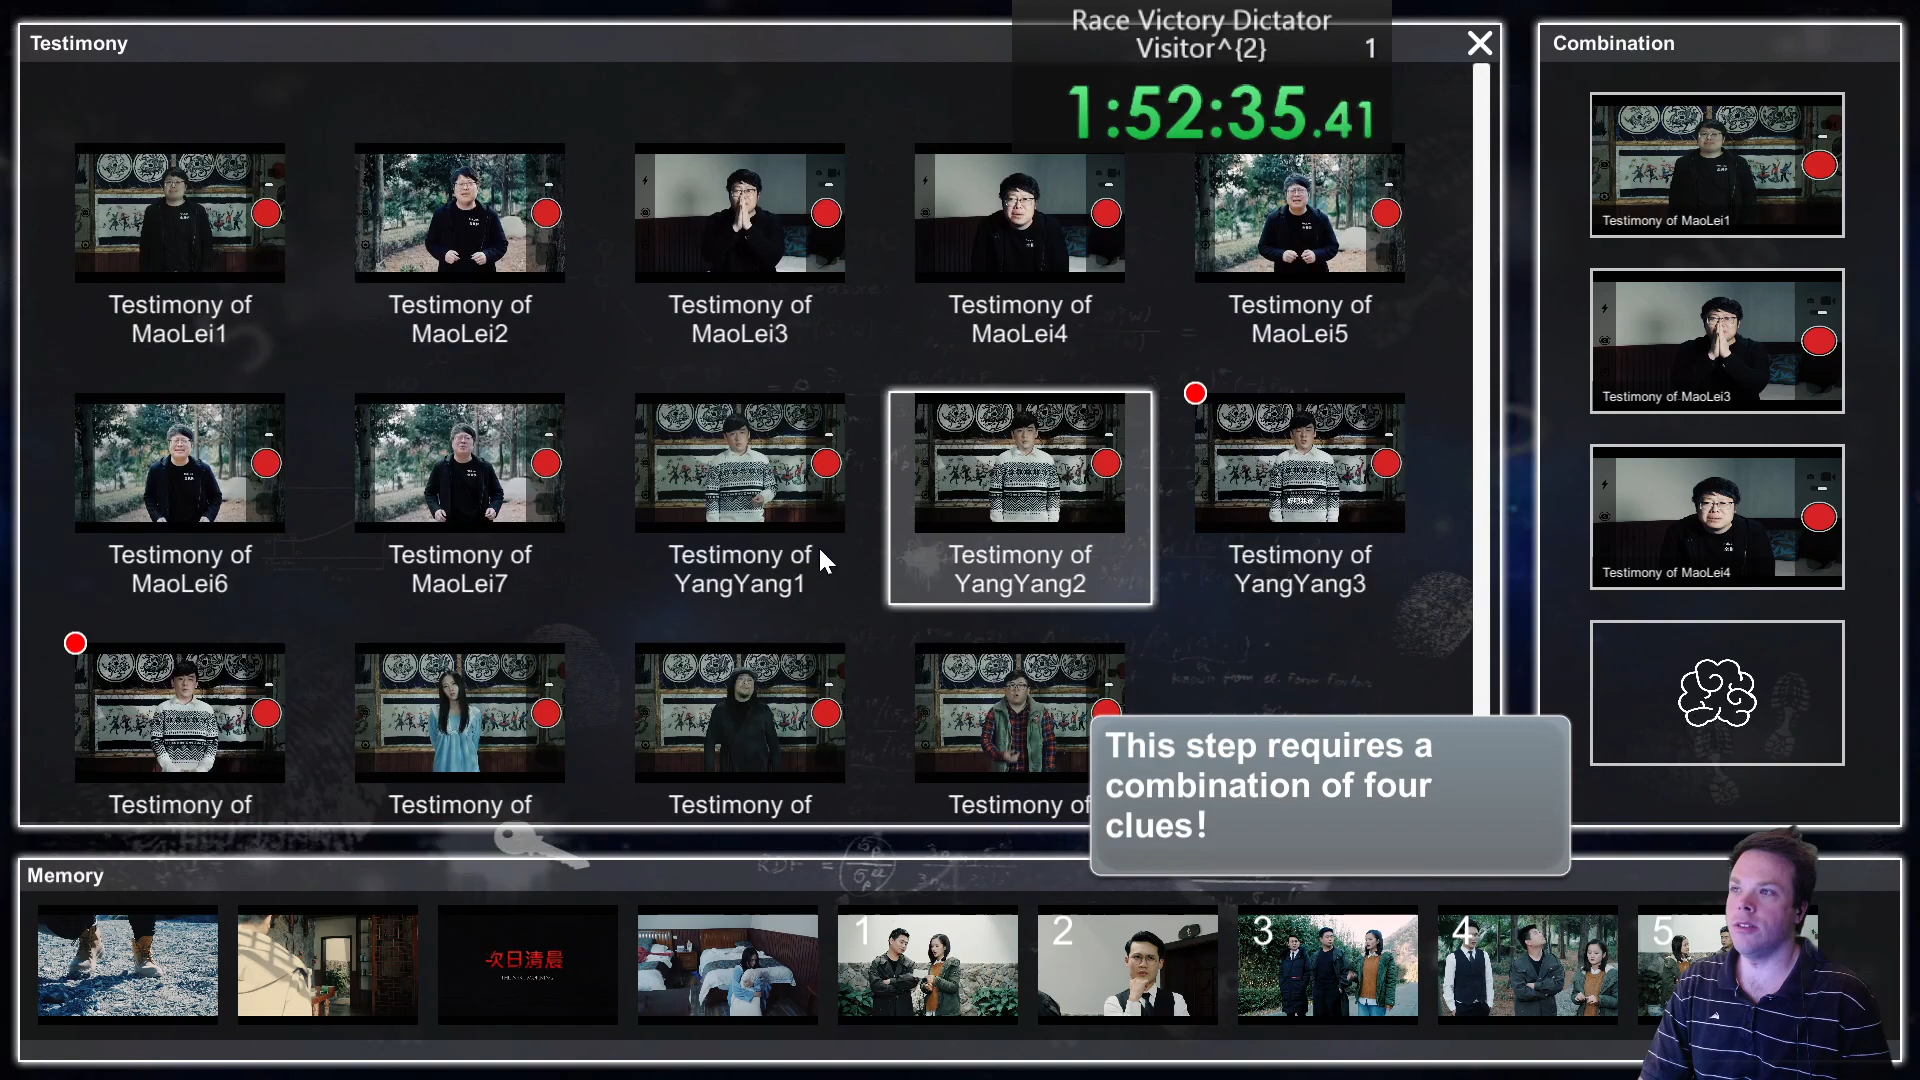 Race Victory Dictator
Visitor^{2} 1
1:52:35.41
Testimony
Combination
Testimony of MaoLei1
Testimony of MaoLei3
Testimony of MaoLei4
Testimony of
MaoLei1
Testimony of
MaoLei2
Testimony of
MaoLei3
Testimony of
MaoLei4
Testimony of
MaoLei5
Testimony of
MaoLei6
Testimony of
MaoLei7
Testimony of
YangYang1
Testimony of
YangYang2
Testimony of
YangYang3
Testimony of
Testimony of
Testimony of
Testimony of
This step requires a
combination of four
clues!
Memory
次日清晨
1
2
3
4
5